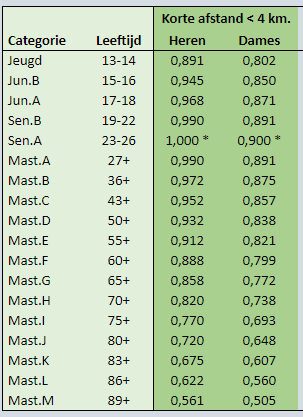 Korte afstand < 4 km.
Categorie Leeftijd Heren Dames
Jeugd 13-14 0,891 0,802
Jun.B 15-16 0,945 0,850
Jun.A 17-18 0,968 0,871
Sen.B 19-22 0,990 0,891
Sen.A 23-26 1,000 * 0,900 *
Mast.A 27+ 0,990 0,891
Mast.B 36+ 0,972 0,875
Mast.C 43+ 0,952 0,857
Mast.D 50+ 0,932 0,838
Mast.E 55+ 0,912 0,821
Mast.F 60+ 0,888 0,799
Mast.G 65+ 0,858 0,772
Mast.H 70+ 0,820 0,738
Mast.I 75+ 0,770 0,693
Mast.J 80+ 0,720 0,648
Mast.K 83+ 0,675 0,607
Mast.L 86+ 0,622 0,560
Mast.M 89+ 0,561 0,505